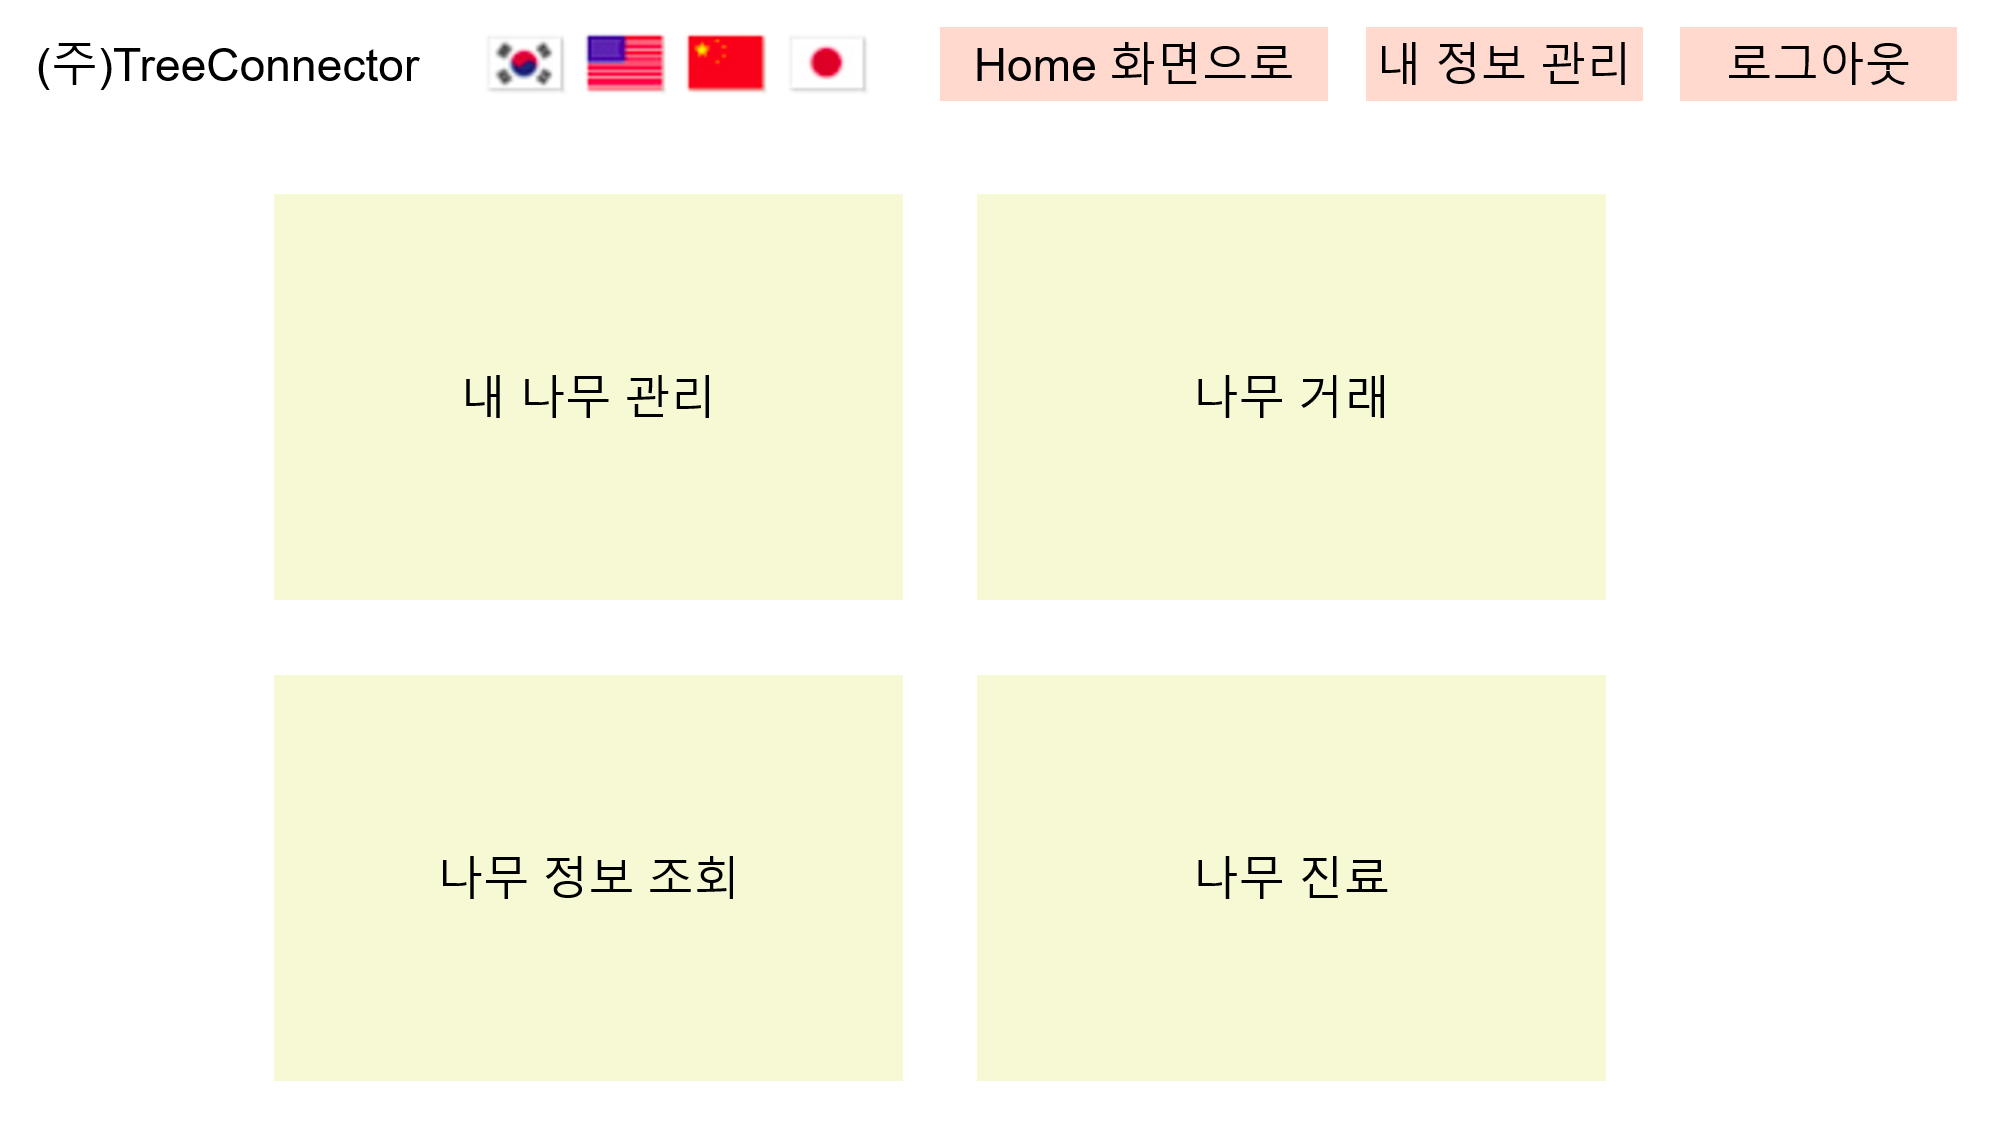 (주)TreeConnector
Home 화면으로
내 정보 관리
로그아웃
내 나무 관리
나무 거래
나무 정보 조회
나무 진료